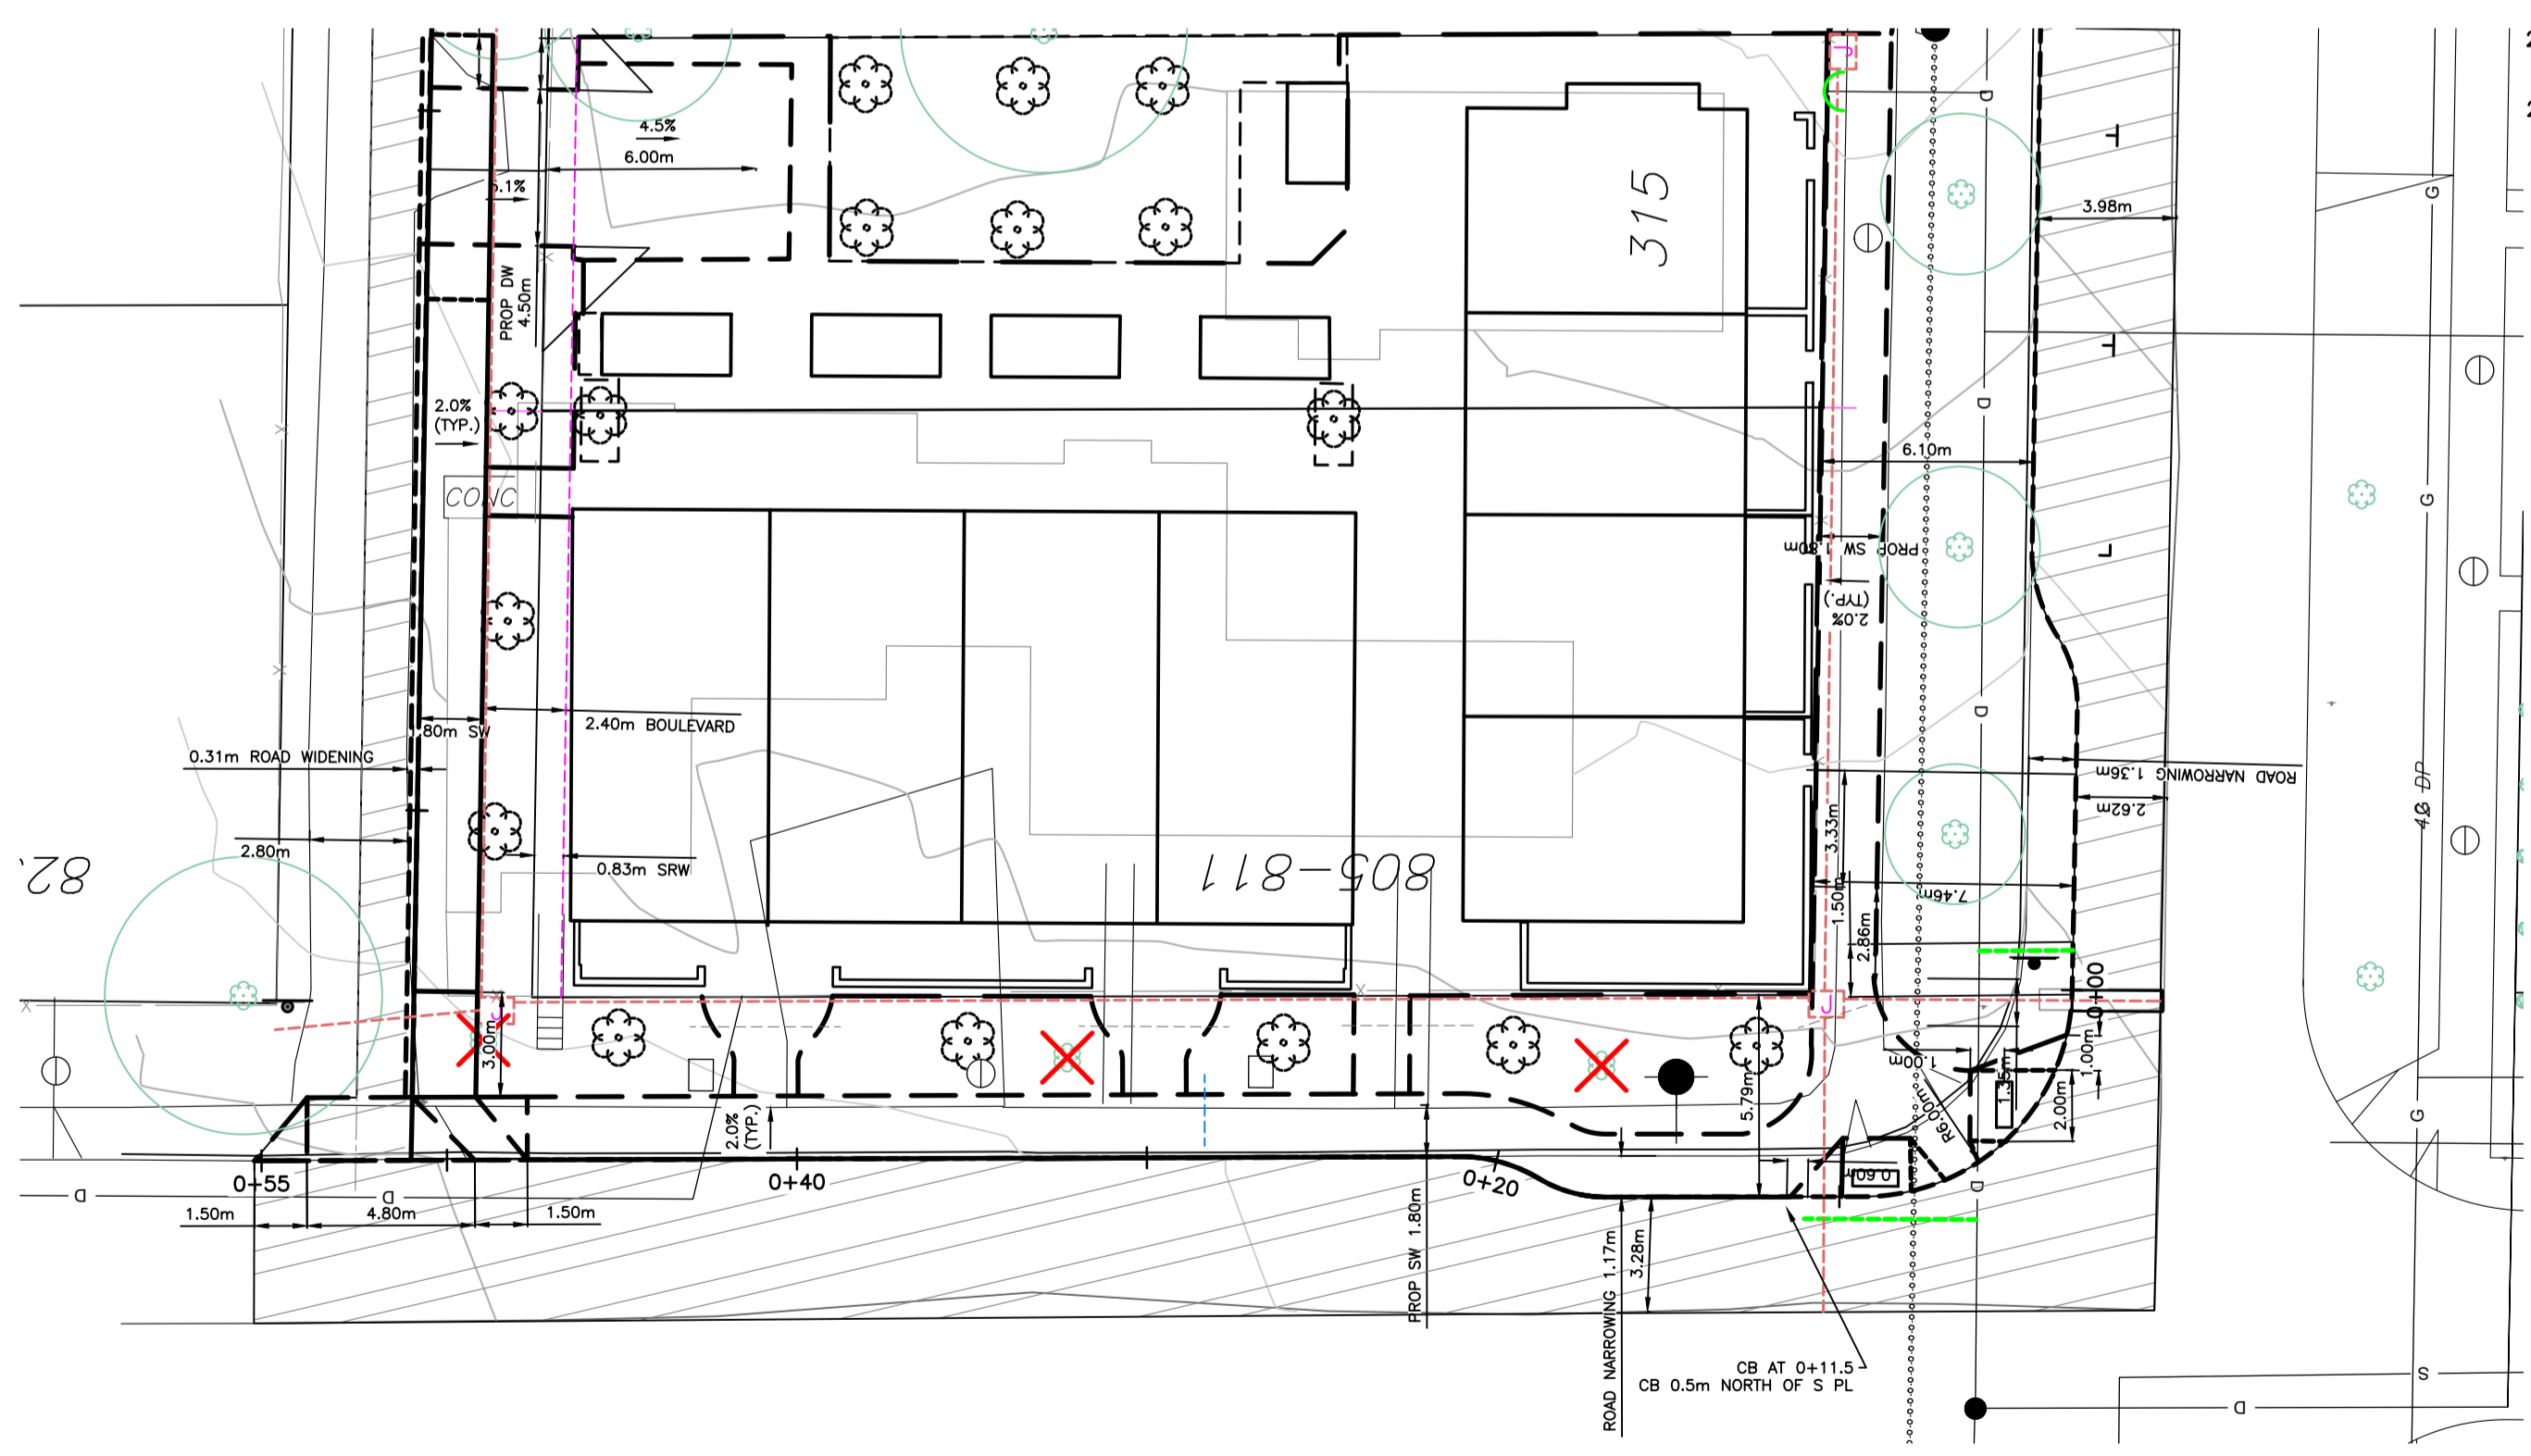 4.5%
6.00m
5.1%
PROP DW
4.50m
315
3.98m
G
D
2.0%
(TYP.)
CONC
6.10m
D
G
PROP SW 1.80m
2.0%
(TYP.)
80m SW
2.40m BOULEVARD
0.31m ROAD WIDENING
D
ROAD NARROWING 1.36m
2.62m
2.80m
0.83m SRW
805-811
82.
3.33m
7.46m
1.50m
2.86m
0+00
3.00m
J
J
J
1.00m
1.00m
1.35m
R6.00m
2.00m
5.79m
0.60m
2.0%
(TYP.)
0+55
0+40
0+20
D
D
D
1.50m
4.80m
1.50m
PROP SW 1.80m
ROAD NARROWING 1.17m
3.28m
CB AT 0+11.5
CB 0.5m NORTH OF S PL
G
G
S
D